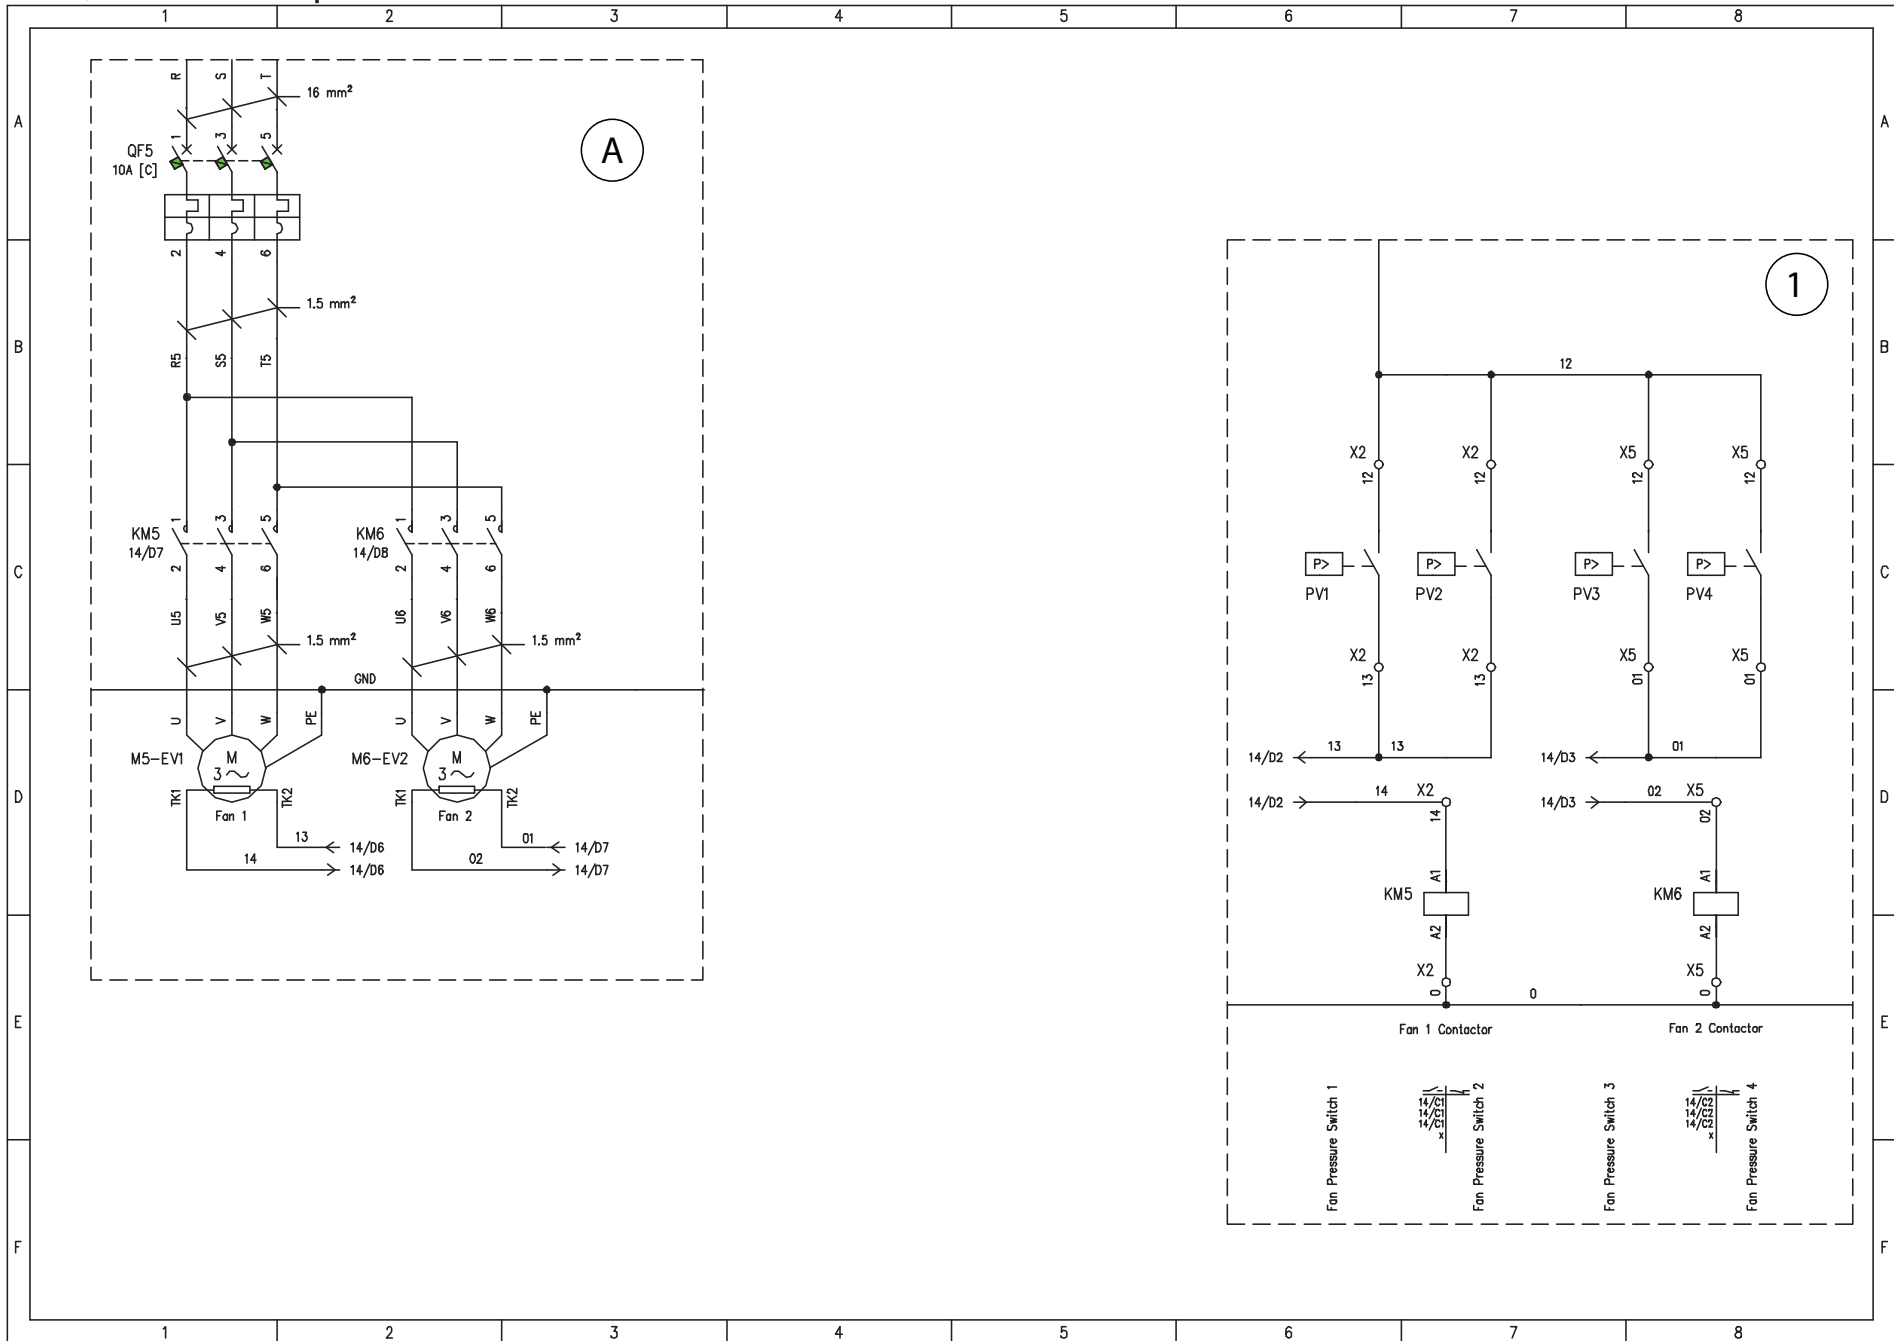 1 2 3 4 5 6 7 8
A
A
R S T
16 mm²
1 3 5
QF5
10A [C]
A
2 4 6
1.5 mm²
B
B
R5 S5 T5
1
12
X2 X2 X5 X5
12 12 12 12
1 3 5 1 3 5
KM5 KM6
14/D7 14/D8
2 4 6 2 4 6
C
C
P> P> P> P>
PV1 PV2 PV3 PV4
U5 V5 W5 U6 V6 W6
1.5 mm² 1.5 mm²
X2 X2 X5 X5
13 13 01 01
GND
U V W PE U V W PE
M5-EV1 M M6-EV2 M
3 3
14/D2 13 13 14/D3 01
D
D
TK1 TK2 TK1 TK2
Fan 1 Fan 2
14/D2 14 X2 14/D3 02 X5
14 02
13 14/D6 01 14/D7
14 14/D6 02 14/D7
A1 A1
KM5 KM6
A2 A2
X2 X5
0 0 0
E
E
Fan 1 Contactor Fan 2 Contactor
Fan Pressure Switch 1
14/C1
14/C1
14/C1
x
Fan Pressure Switch 2
Fan Pressure Switch 3
14/C2
14/C2
14/C2
x
Fan Pressure Switch 4
F
F
1 2 3 4 5 6 7 8